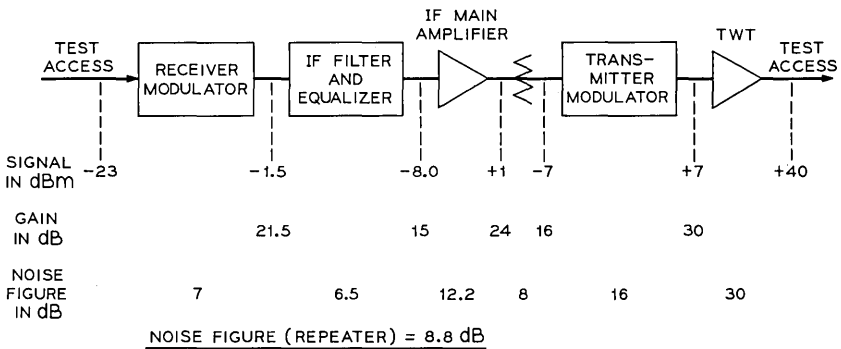 IF MAIN
AMPLIFIER
TWT
TEST
ACCESS
RECEIVER
MODULATOR
IF FILTER
AND
EQUALIZER
TRANS-
MITTER
MODULATOR
TEST
ACCESS
SIGNAL
IN dBm
-23
-1.5
-8.0
+1
-7
+7
+40
GAIN
IN dB
21.5
15
24
16
30
NOISE
FIGURE
IN dB
7
6.5
12.2
8
16
30
NOISE FIGURE (REPEATER) = 8.8 dB